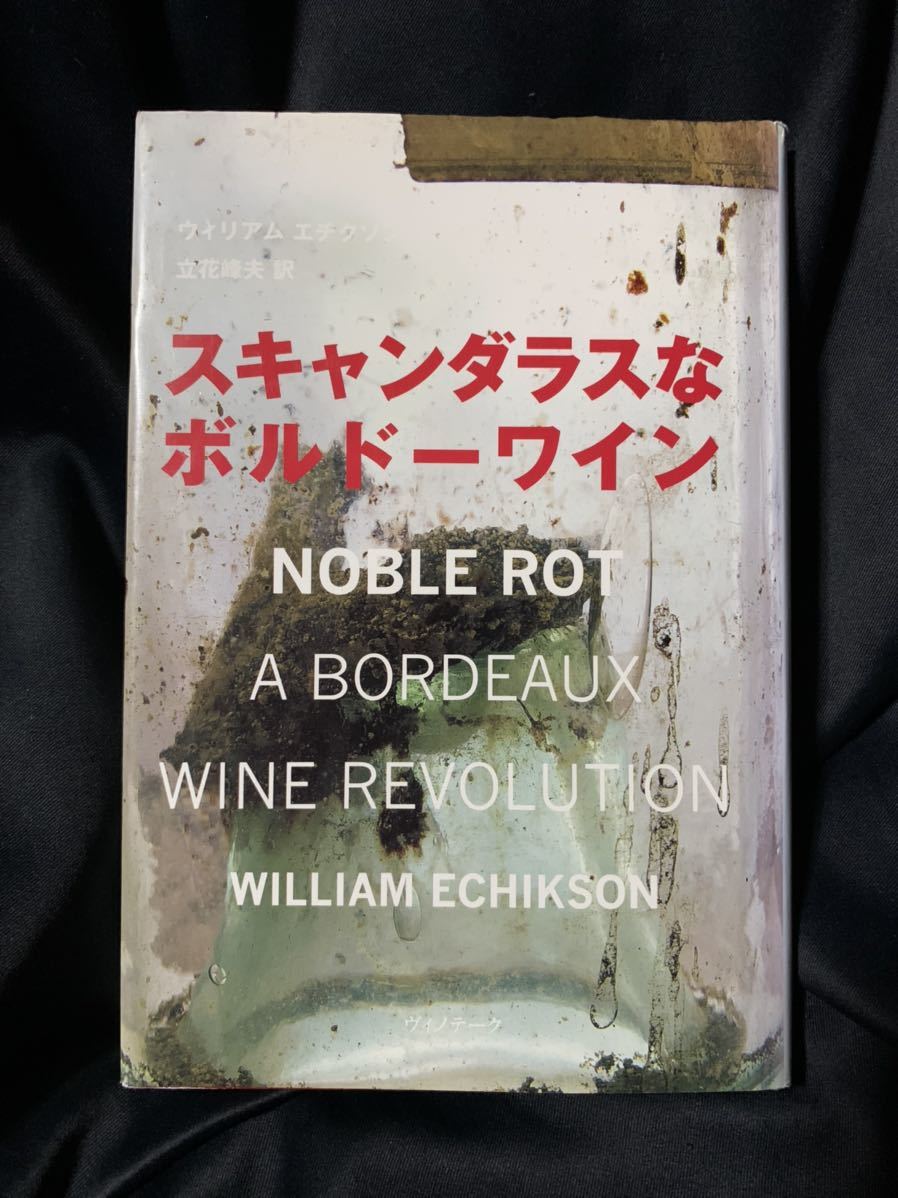 ウィリアム エチクソン
立花峰夫 訳
スキャンダラスな
ボルドーワイン
NOBLE ROT
A BORDEAUX
WINE REVOLUTION
WILLIAM ECHIKSON
ヴィノテーク